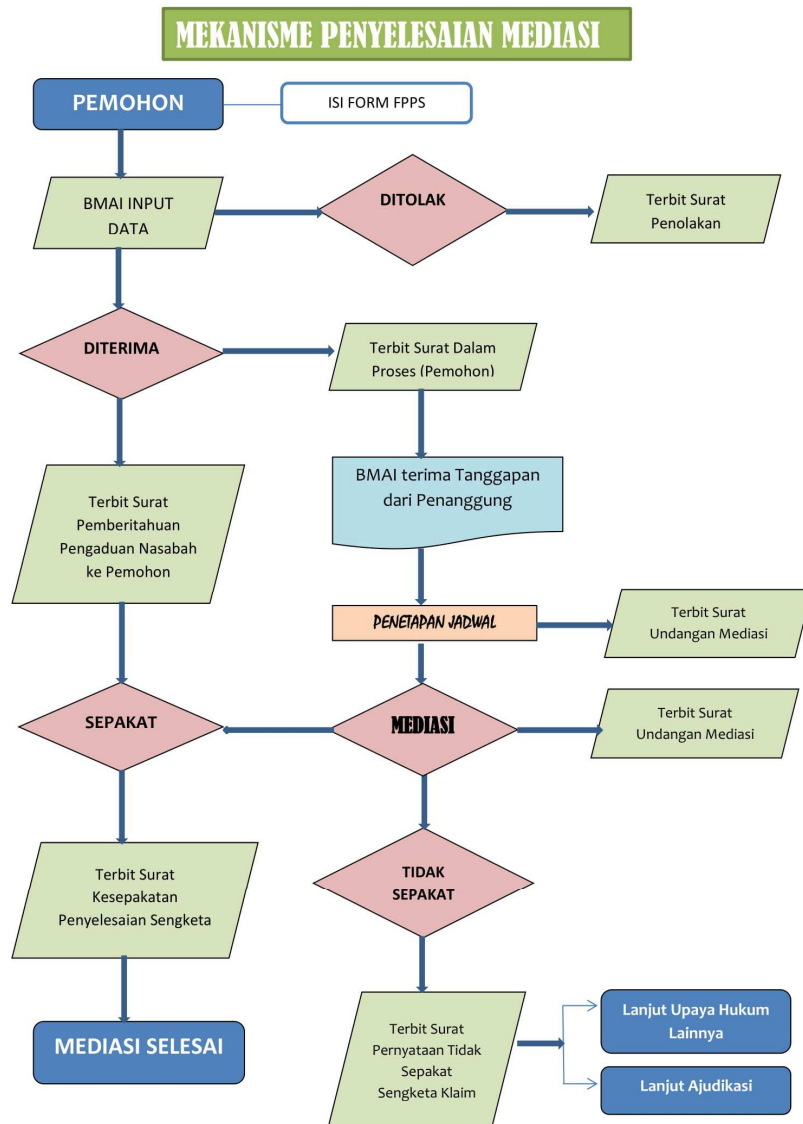 MEKANISME PENYELESAIAN MEDIASI
PEMOHON
ISI FORM FPPS
BMAI INPUT
DATA
DITOLAK
Terbit Surat
Penolakan
DITERIMA
Terbit Surat Dalam
Proses (Pemohon)
Terbit Surat
Pemberitahuan
Pengaduan Nasabah
ke Pemohon
BMAI terima Tanggapan
dari Penanggung
PENETAPAN JADWAL
Terbit Surat
Undangan Mediasi
SEPAKAT
MEDIASI
Terbit Surat
Undangan Mediasi
Terbit Surat
Kesepakatan
Penyelesaian Sengketa
TIDAK
SEPAKAT
MEDIASI SELESAI
Terbit Surat
Pernyataan Tidak
Sepakat
Sengketa Klaim
Lanjut Upaya Hukum
Lainnya
Lanjut Ajudikasi